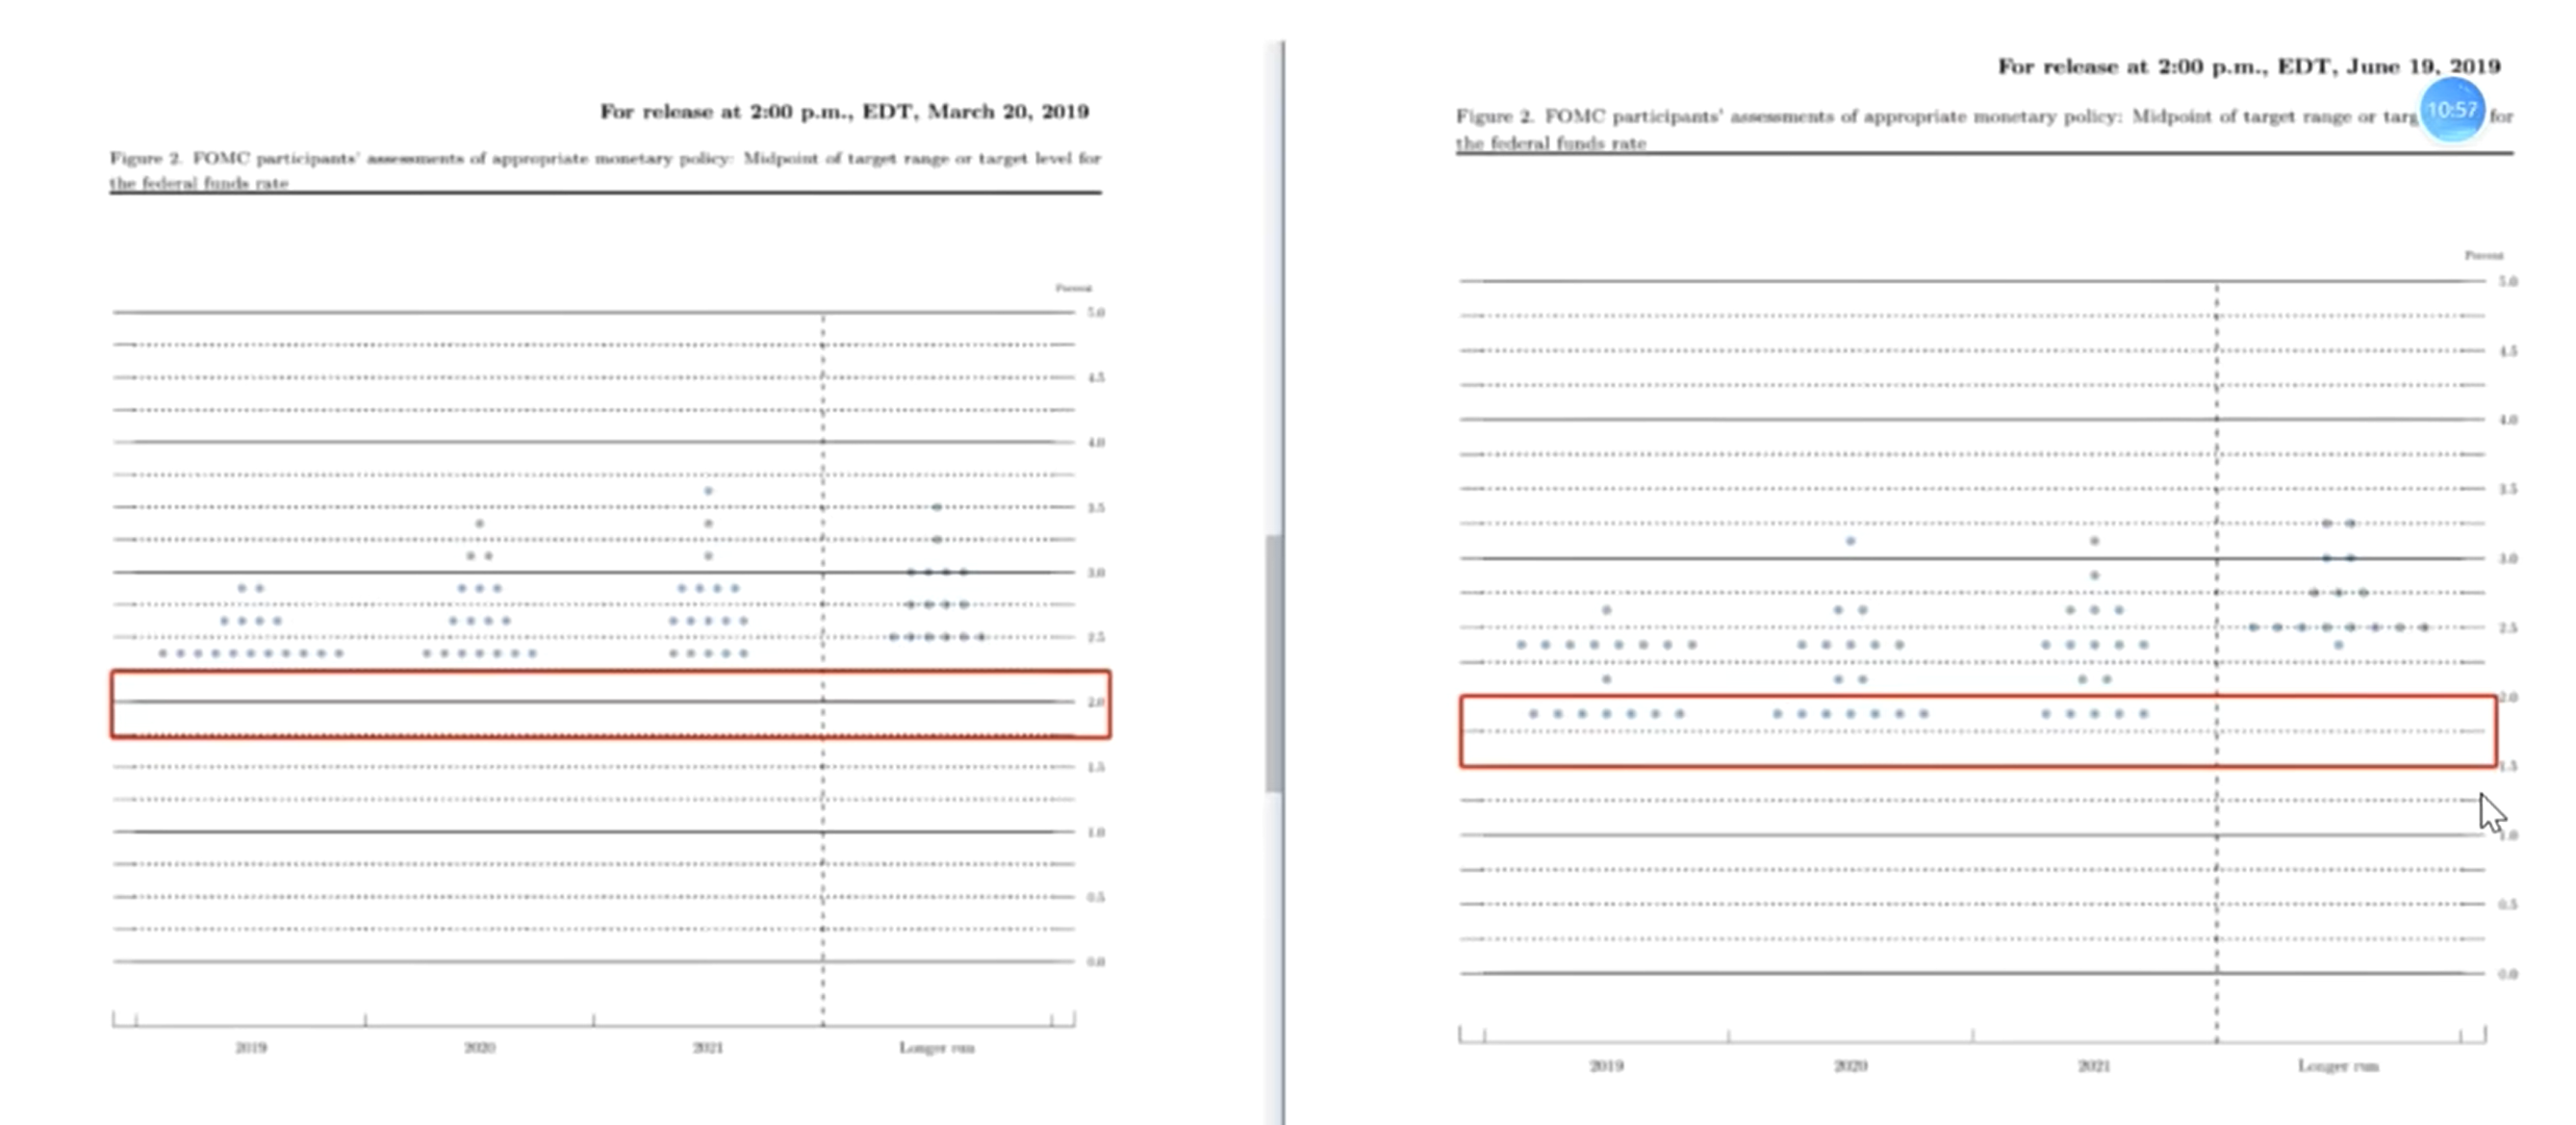 For release at 2:00 p.m., EDT, March 20, 2019
Figure 2. FOMC participants' assessments of appropriate monetary policy: Midpoint of target range or target level for
the federal funds rate
Percent
5.0
4.5
4.0
3.5
3.0
2.5
2.0
1.5
1.0
0.5
0.0
2019 2020 2021 Longer run
For release at 2:00 p.m., EDT, June 19, 2019
10:57
Figure 2. FOMC participants' assessments of appropriate monetary policy: Midpoint of target range or targ for
the federal funds rate
Percent
5.0
4.5
4.0
3.5
3.0
2.5
2.0
1.5
1.0
0.5
0.0
2019 2020 2021 Longer run